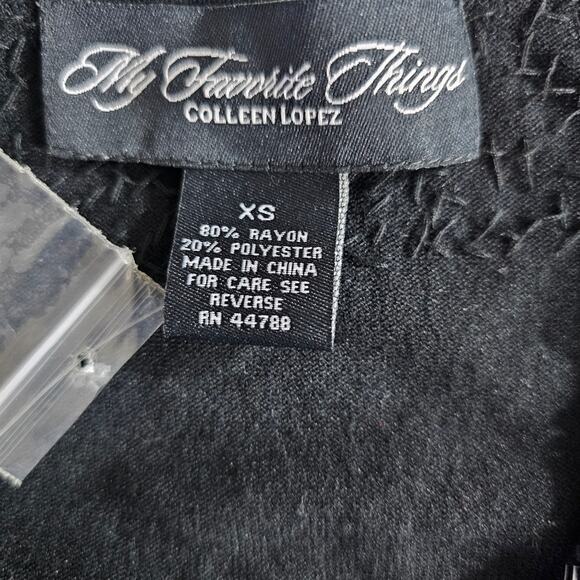 My Favorite Things
COLLEEN LOPEZ
XS
80% RAYON
20% POLYESTER
MADE IN CHINA
FOR CARE SEE
REVERSE
RN 44788